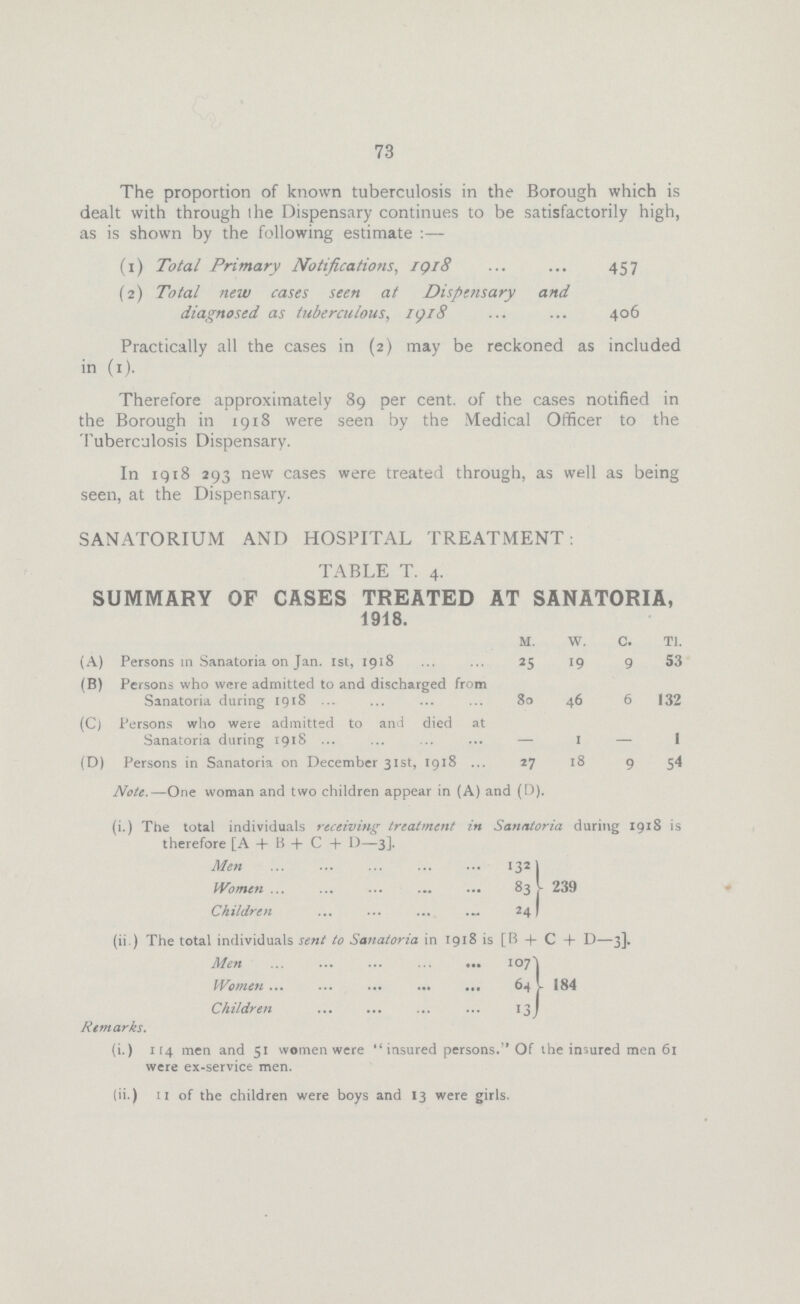 73
The proportion of known tuberculosis in the Borough which is
dealt with through the Dispensary continues to be satisfactorily high,
as is shown by the following estimate :—
(1) Total Primary Notifications, 1918 ... ... 457
(2) Total new cases seen at Dispensary and
diagnosed as tuberculous, 1918 ... ... 406
Practically all the cases in (2) may be reckoned as included
in (1).
Therefore approximately 89 per cent. of the cases notified in
the Borough in 1918 were seen by the Medical Officer to the
Tuberculosis Dispensary.
In 1918 293 new cases were treated through, as well as being
seen, at the Dispensary.
SANATORIUM AND HOSPITAL TREATMENT:
TABLE T. 4.
SUMMARY OF CASES TREATED AT SANATORIA,
1918.
M. W. C. Tl.
(A) Persons in Sanatoria on Jan. 1st, 1918 ... ... 25 19 9 53
(B) Persons who were admitted to and discharged from
Sanatoria during 1918 ... ... ... ... 80 46 6 132
(C) Persons who were admitted to and died at
Sanatoria during 1918 ... ... ... ... — 1 — 1
(D) Persons in Sanatoria on December 31st, 1918 ... 27 18 9 54
Note.—One woman and two children appear in (A) and (D).
(i.) The total individuals receiving treatment in Sanatoria during 1918 is
therefore [A + B + C + D—3].
Men ... ... ... ... ... 132
Women ... ... ... ... ... 83 } 239
Children ... ... ... ... 24
(ii.) The total individuals sent to Sanatoria in 1918 is [B + C + D—3].
Men ... ... ... ... ... 107
Women ... ... ... ... ... 64 } 184
Children ... ... ... ... 13
Remarks.
(i.) 114 men and 51 women were "insured persons." Of the insured men 61
were ex-service men.
(ii.) 11 of the children were boys and 13 were girls.